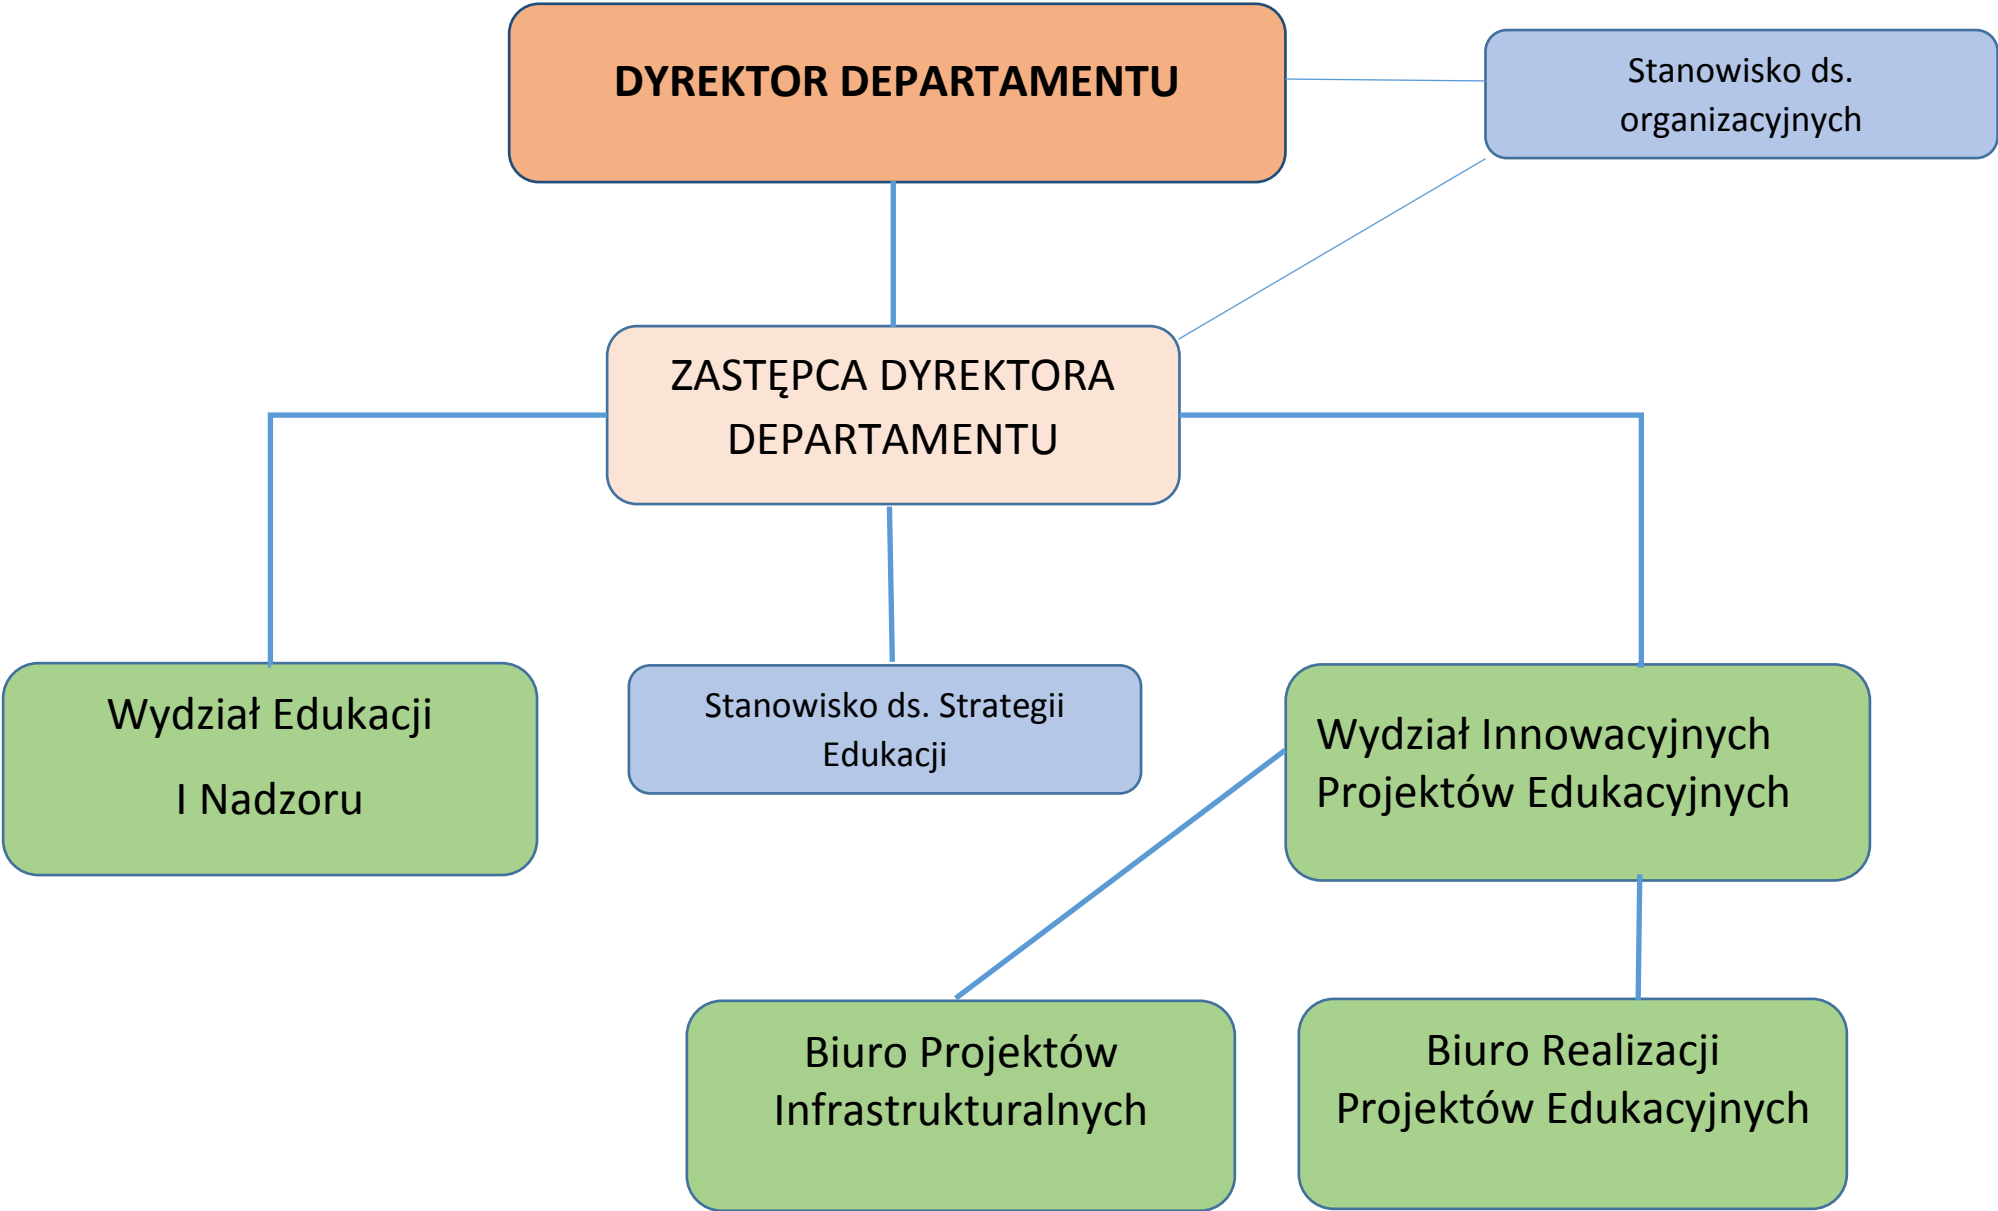 DYREKTOR DEPARTAMENTU
Stanowisko ds.
organizacyjnych
ZASTĘPCA DYREKTORA
DEPARTAMENTU
Wydział Edukacji
I Nadzoru
Stanowisko ds. Strategii
Edukacji
Wydział Innowacyjnych
Projektów Edukacyjnych
Biuro Projektów
Infrastrukturalnych
Biuro Realizacji
Projektów Edukacyjnych